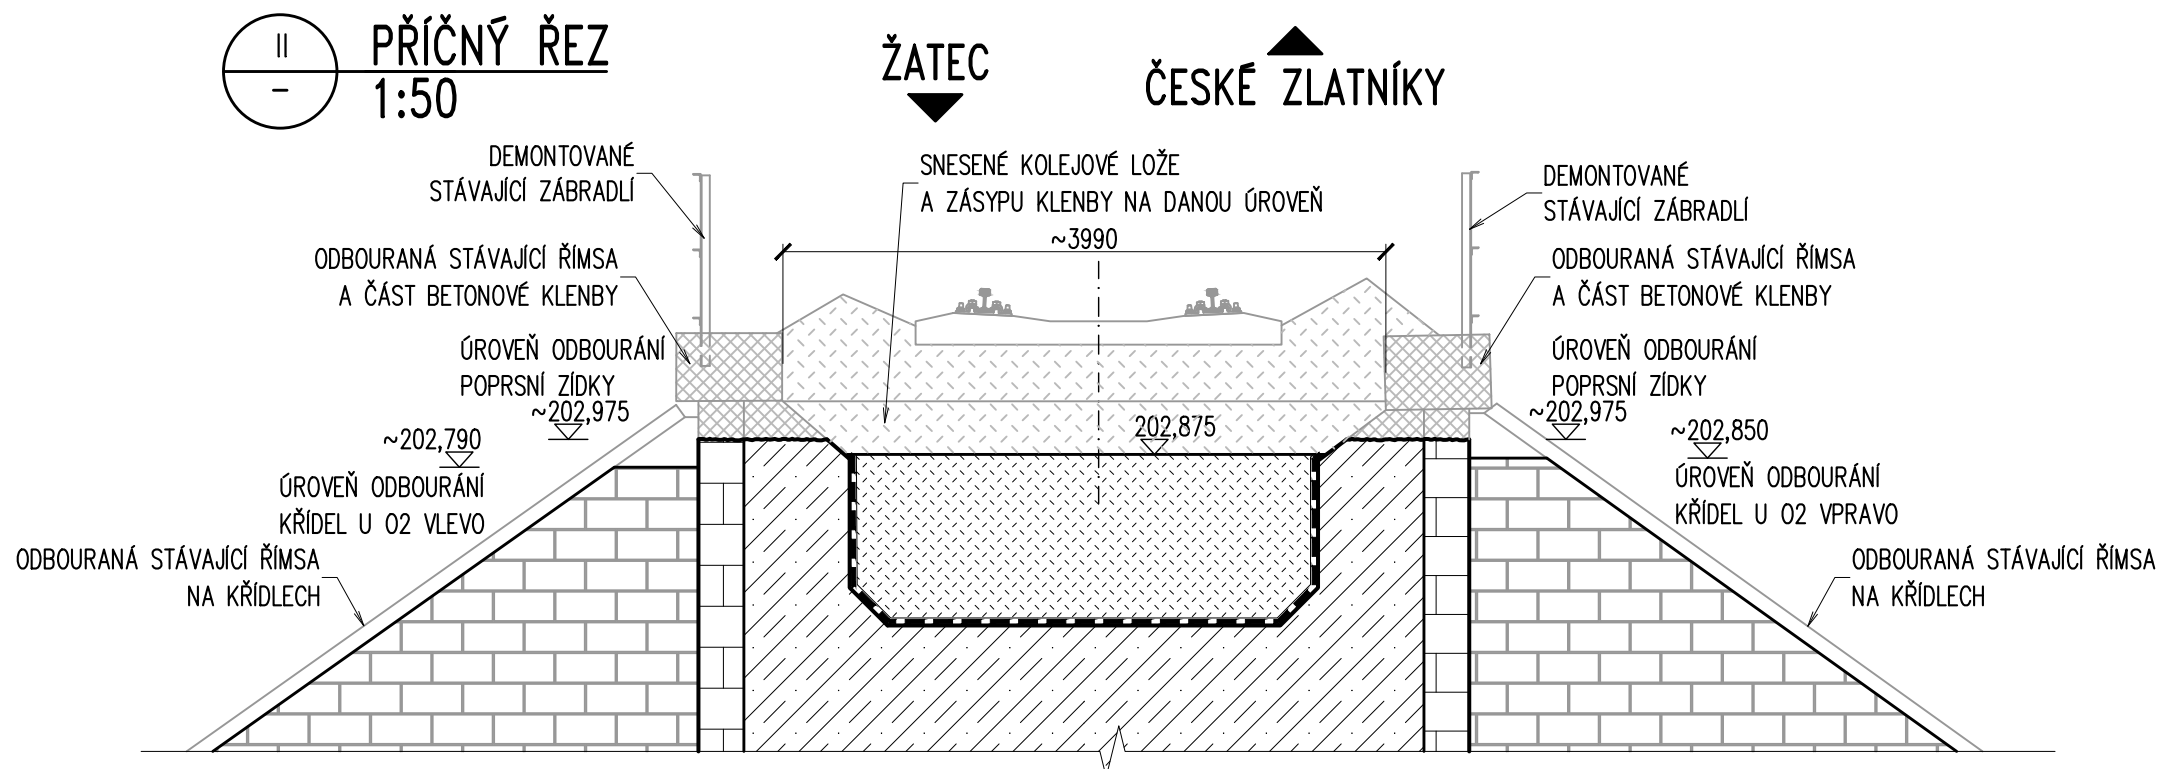 II
–
PŘÍČNÝ ŘEZ
1:50
ŽATEC
ČESKÉ ZLATNÍKY
DEMONTOVANÉ
STÁVAJÍCÍ ZÁBRADLÍ
SNESENÉ KOLEJOVÉ LOŽE
A ZÁSYPU KLENBY NA DANOU ÚROVEŇ
DEMONTOVANÉ
STÁVAJÍCÍ ZÁBRADLÍ
~3990
ODBOURANÁ STÁVAJÍCÍ ŘÍMSA
A ČÁST BETONOVÉ KLENBY
ODBOURANÁ STÁVAJÍCÍ ŘÍMSA
A ČÁST BETONOVÉ KLENBY
ÚROVEŇ ODBOURÁNÍ
POPRSNÍ ZÍDKY
~202,975
ÚROVEŇ ODBOURÁNÍ
POPRSNÍ ZÍDKY
~202,975
202,875
~202,790
ÚROVEŇ ODBOURÁNÍ
KŘÍDEL U O2 VLEVO
~202,850
ÚROVEŇ ODBOURÁNÍ
KŘÍDEL U O2 VPRAVO
ODBOURANÁ STÁVAJÍCÍ ŘÍMSA
NA KŘÍDLECH
ODBOURANÁ STÁVAJÍCÍ ŘÍMSA
NA KŘÍDLECH